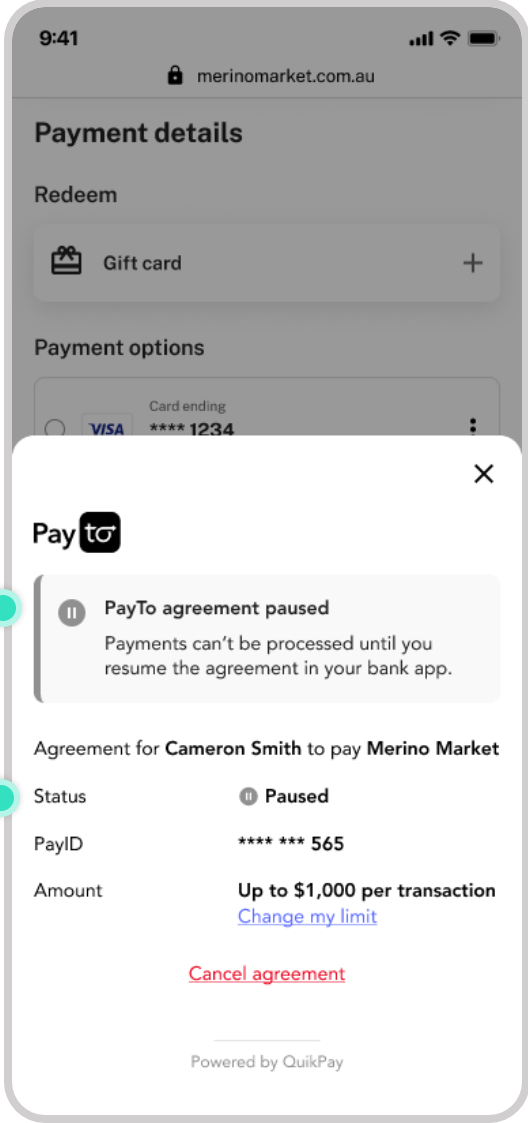 9:41
merinomarket.com.au
Payment details
Redeem
Gift card
Payment options
Card ending
VISA **** 1234
Pay to
PayTo agreement paused
Payments can’t be processed until you
resume the agreement in your bank app.
Agreement for Cameron Smith to pay Merino Market
Status Paused
PayID **** *** 565
Amount Up to $1,000 per transaction
Change my limit
Cancel agreement
Powered by QuikPay